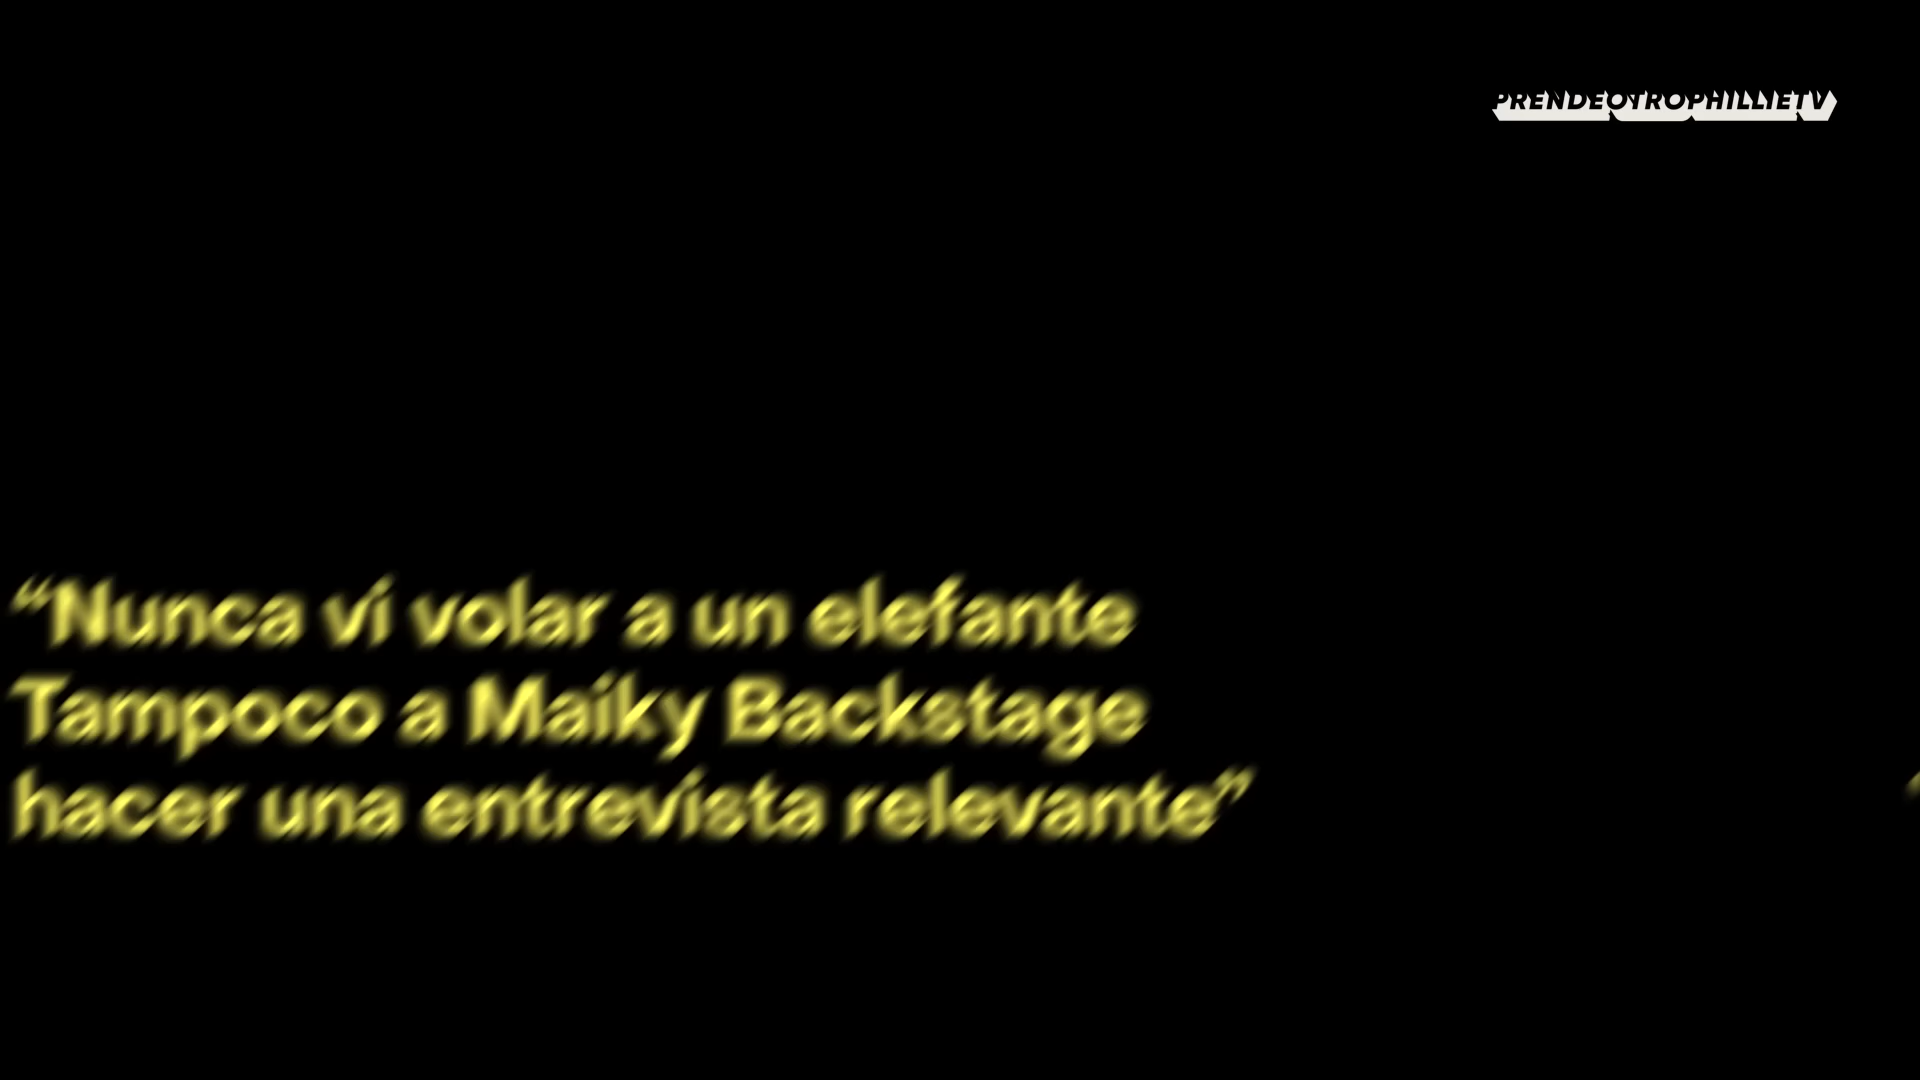 PRENDEOTROPHILLIETV
“Nunca vi volar a un elefante
Tampoco a Maiky Backstage
hacer una entrevista relevante”